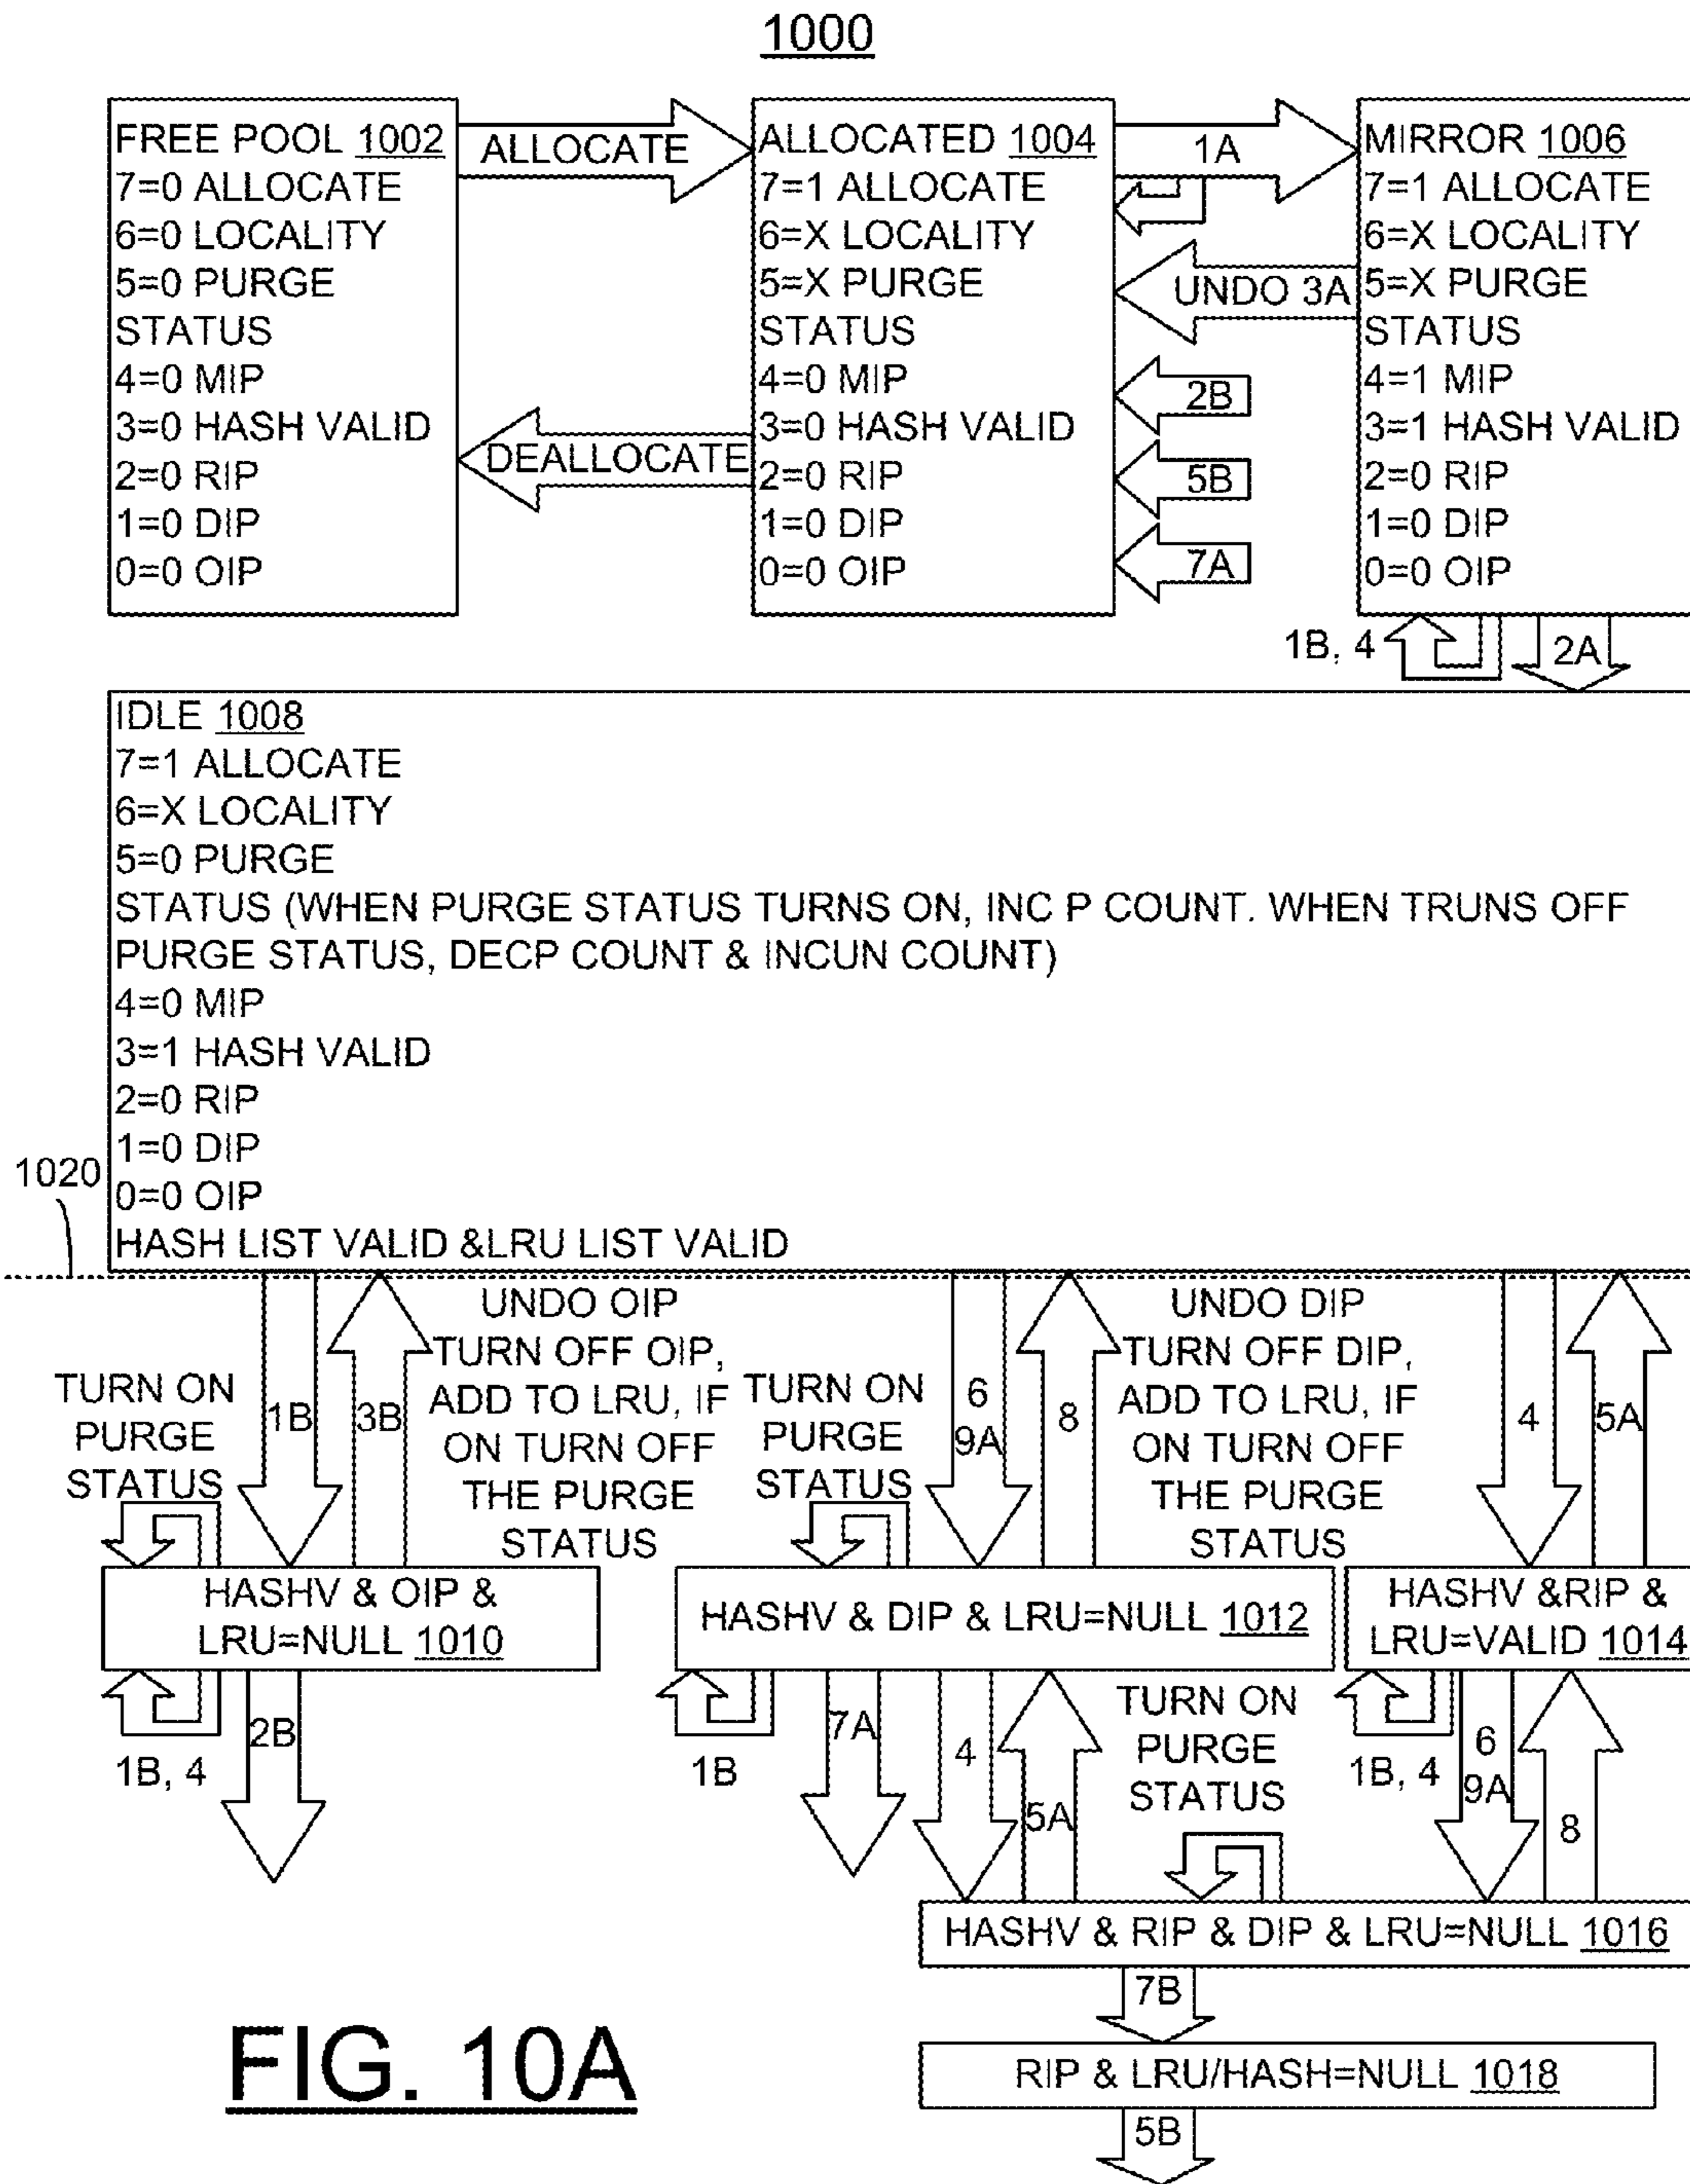 1000
FREE POOL 1002
7=0 ALLOCATE
6=0 LOCALITY
5=0 PURGE
STATUS
4=0 MIP
3=0 HASH VALID
2=0 RIP
1=0 DIP
0=0 OIP
ALLOCATE
DEALLOCATE
ALLOCATED 1004
7=1 ALLOCATE
6=X LOCALITY
5=X PURGE
STATUS
4=0 MIP
3=0 HASH VALID
2=0 RIP
1=0 DIP
0=0 OIP
1A
UNDO 3A
2B
5B
7A
MIRROR 1006
7=1 ALLOCATE
6=X LOCALITY
5=X PURGE
STATUS
4=1 MIP
3=1 HASH VALID
2=0 RIP
1=0 DIP
0=0 OIP
1B, 4
2A
IDLE 1008
7=1 ALLOCATE
6=X LOCALITY
5=0 PURGE
STATUS (WHEN PURGE STATUS TURNS ON, INC P COUNT. WHEN TRUNS OFF
PURGE STATUS, DECP COUNT & INCUN COUNT)
4=0 MIP
3=1 HASH VALID
2=0 RIP
1=0 DIP
0=0 OIP
HASH LIST VALID &LRU LIST VALID
1020
TURN ON
PURGE
STATUS
1B
3B
UNDO OIP
TURN OFF OIP,
ADD TO LRU, IF
ON TURN OFF
THE PURGE
STATUS
TURN ON
PURGE
STATUS
6
9A
8
UNDO DIP
TURN OFF DIP,
ADD TO LRU, IF
ON TURN OFF
THE PURGE
STATUS
4
5A
HASHV & OIP &
LRU=NULL 1010
HASHV & DIP & LRU=NULL 1012
HASHV &RIP &
LRU=VALID 1014
1B, 4
2B
1B
7A
4
5A
TURN ON
PURGE
STATUS
1B, 4
6
9A
8
HASHV & RIP & DIP & LRU=NULL 1016
7B
RIP & LRU/HASH=NULL 1018
5B
FIG. 10A